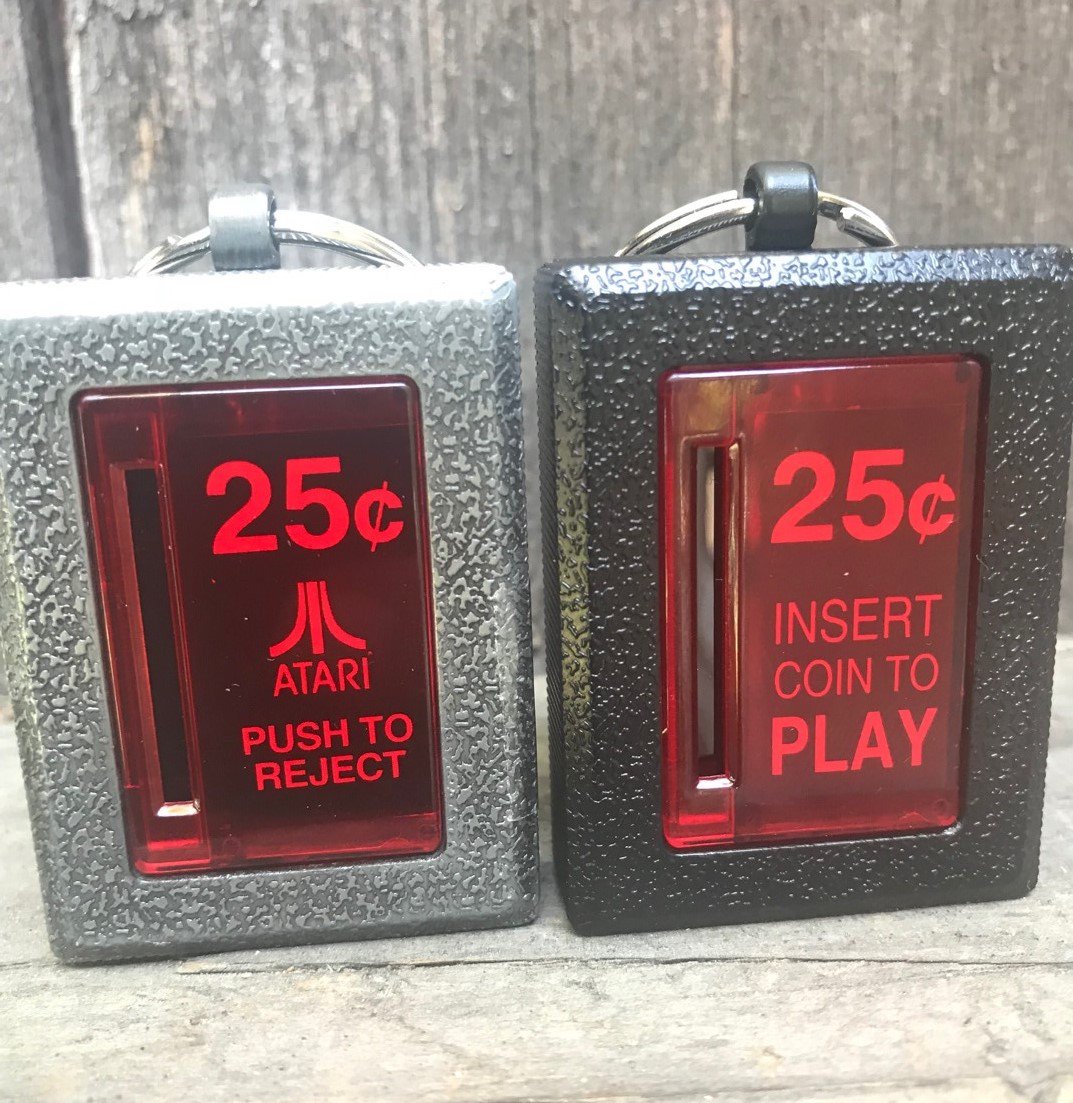 25¢
ATARI
PUSH TO
REJECT
25¢
INSERT
COIN TO
PLAY